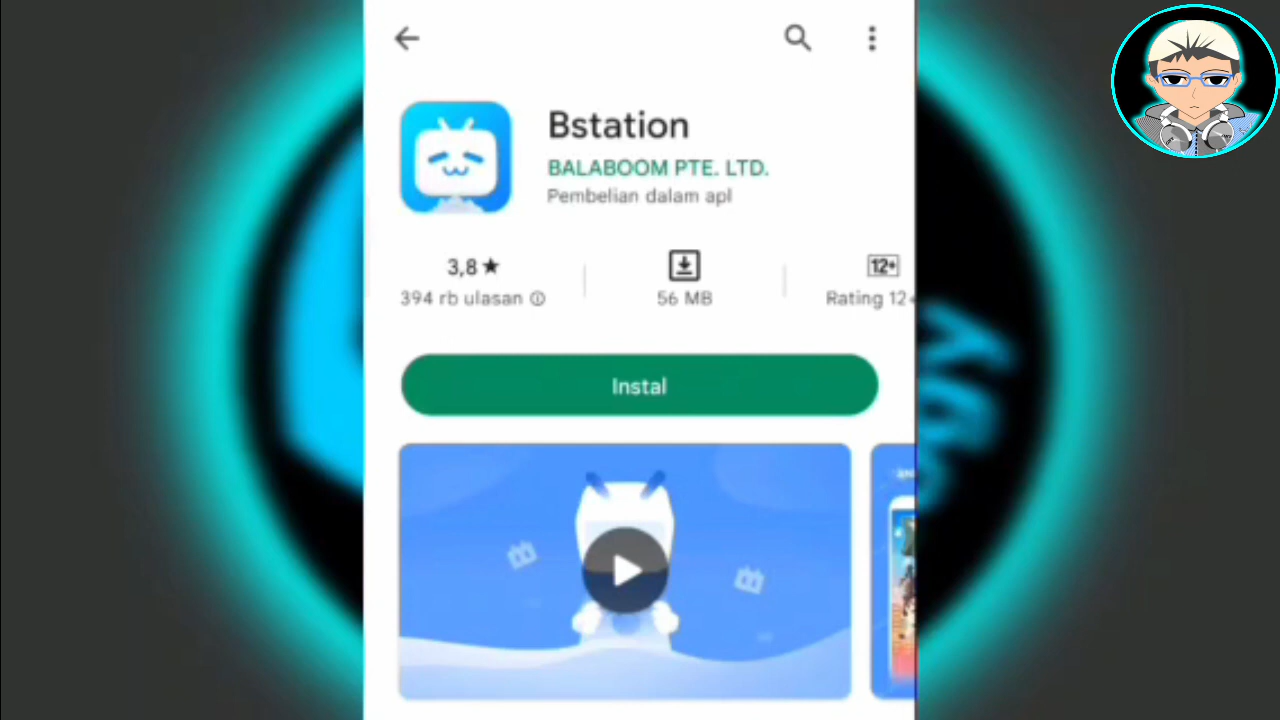 Bstation
BALABOOM PTE. LTD.
Pembelian dalam apl
3,8★
394 rb ulasan
56 MB
12+
Rating 12+
Instal